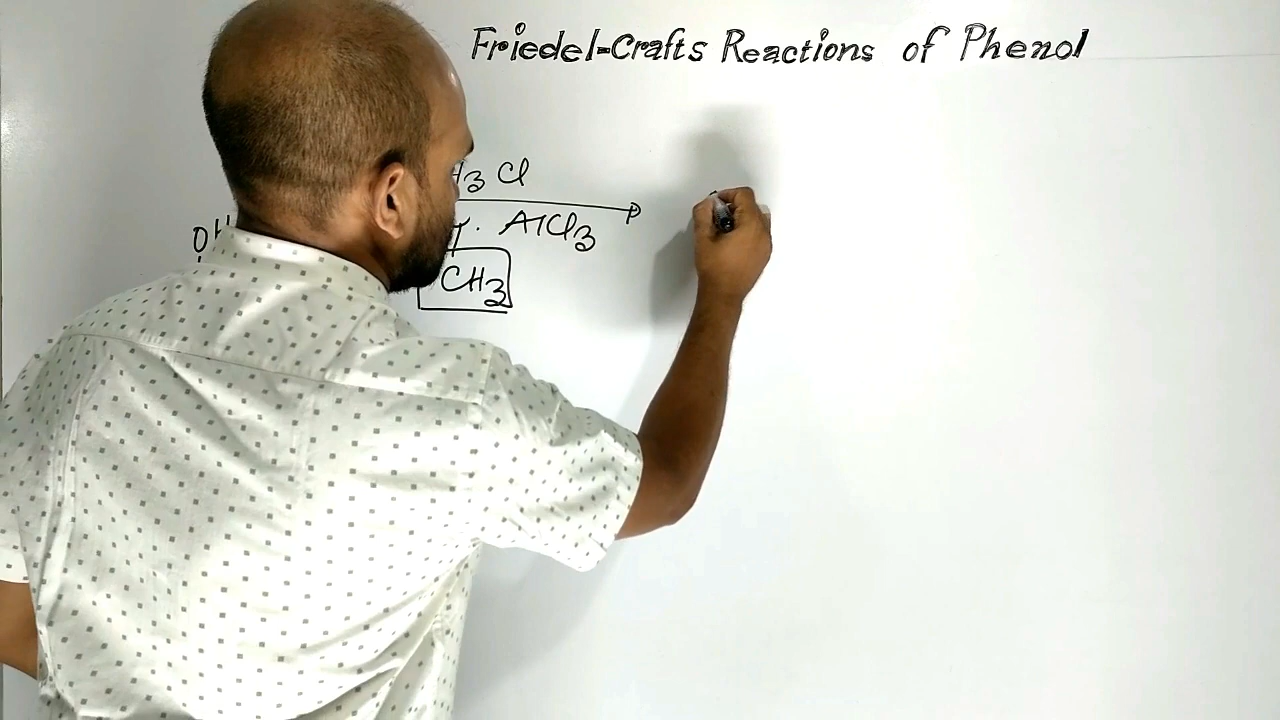 Friedel-Crafts Reactions of Phenol
H3 Cl
AlCl3
OH
CH3